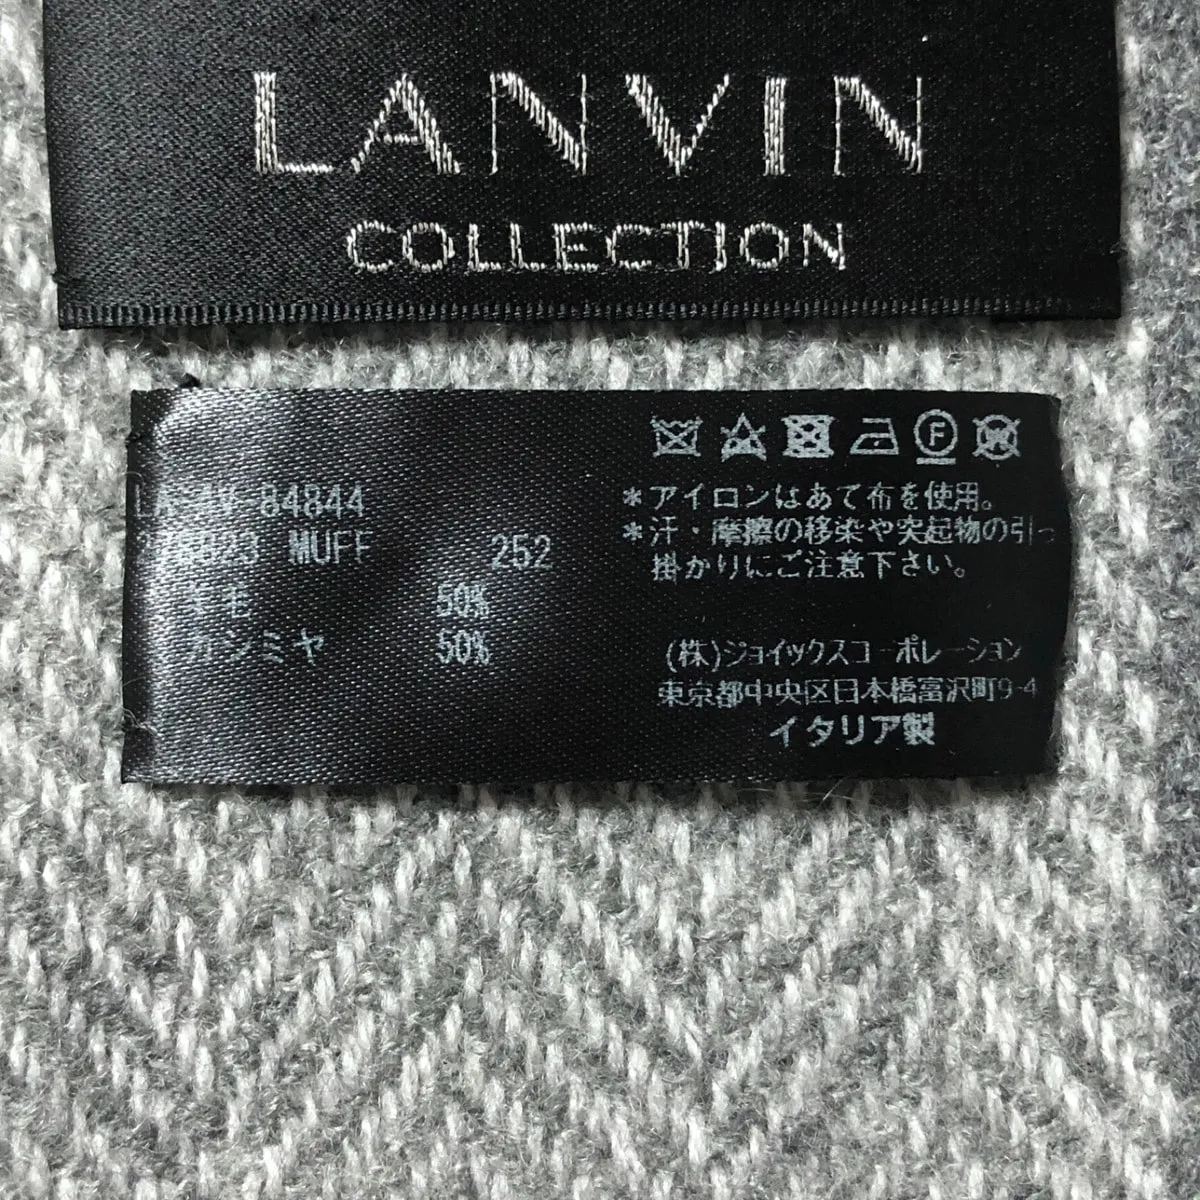 LANVIN
COLLECTION
84844
MUFF 252
羊毛 50%
カシミヤ 50%
F
W
*アイロンはあて布を使用。
*汗・摩擦の移染や突起物の引っ
掛かりにご注意下さい。
(株)ジョイックスコーポレーション
東京都中央区日本橋富沢町9-4
イタリア製